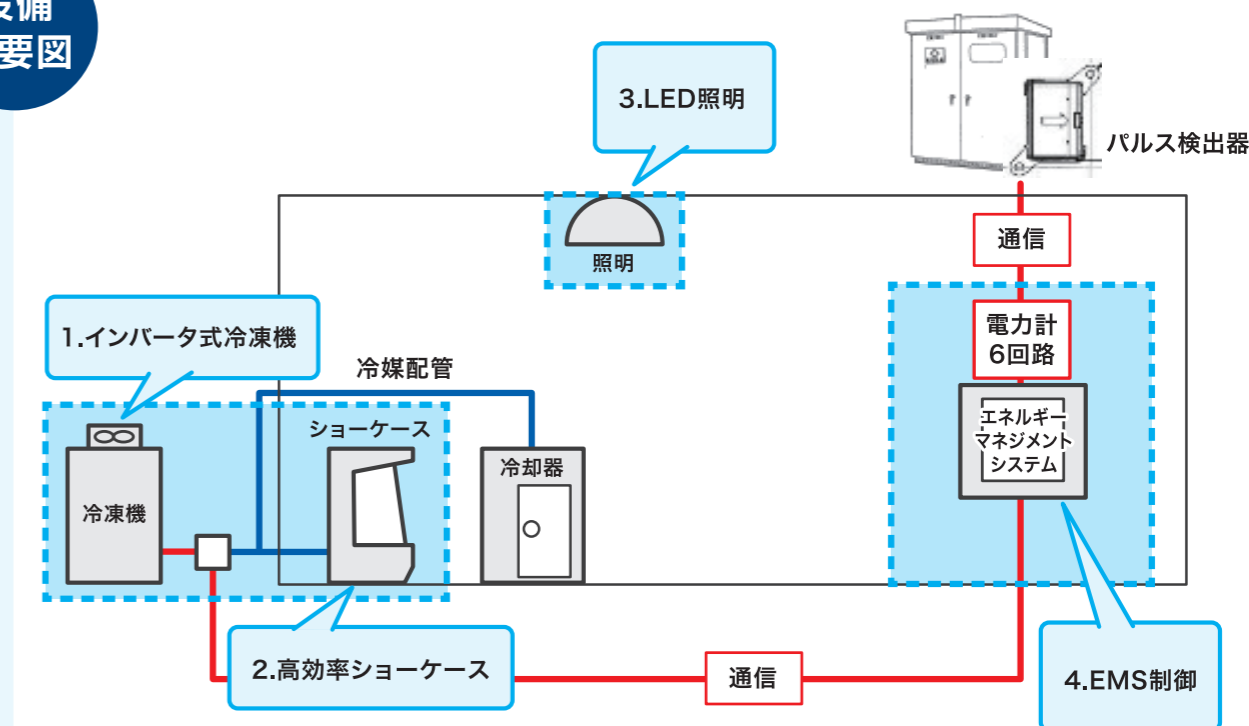 要図
3.LED照明
パルス検出器
通信
照明
電力計
6回路
1.インバータ式冷凍機
冷媒配管
ショーケース
エネルギー
マネジメント
システム
冷却器
冷凍機
2.高効率ショーケース
通信
4.EMS制御